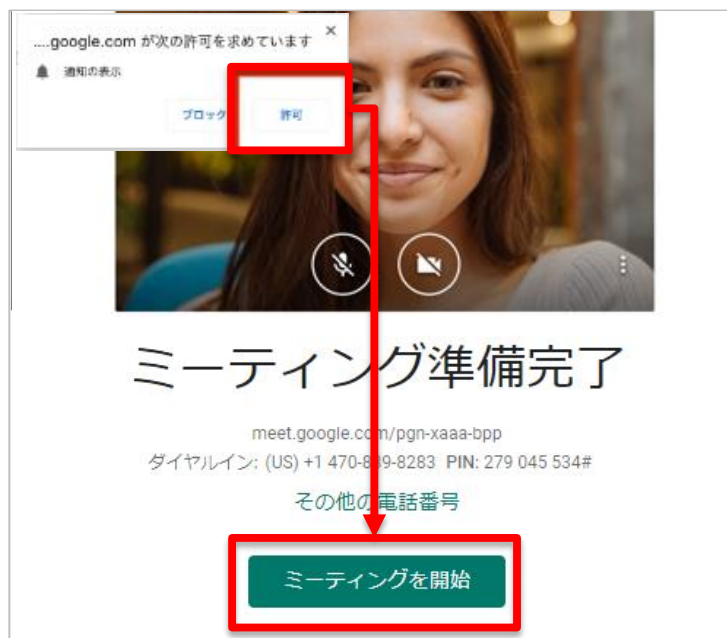 ....google.com が次の許可を求めています ×
通知の表示
ブロック 許可
ミーティング準備完了
meet.google.com/pgn-xaaa-bpp
ダイヤルイン: (US) +1 470-839-8283 PIN: 279 045 534#
その他の電話番号
ミーティングを開始